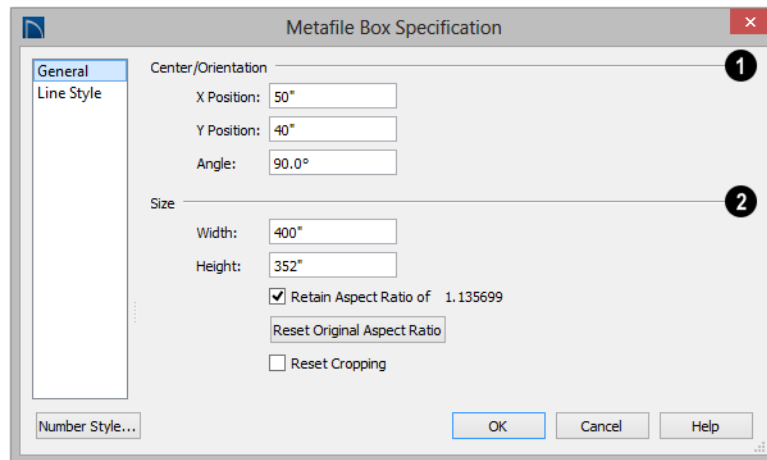 Metafile Box Specification
General
Line Style
Center/Orientation
1
X Position: 50"
Y Position: 40"
Angle: 90.0°
Size
2
Width: 400"
Height: 352"
Retain Aspect Ratio of 1.135699
Reset Original Aspect Ratio
Reset Cropping
Number Style... OK Cancel Help